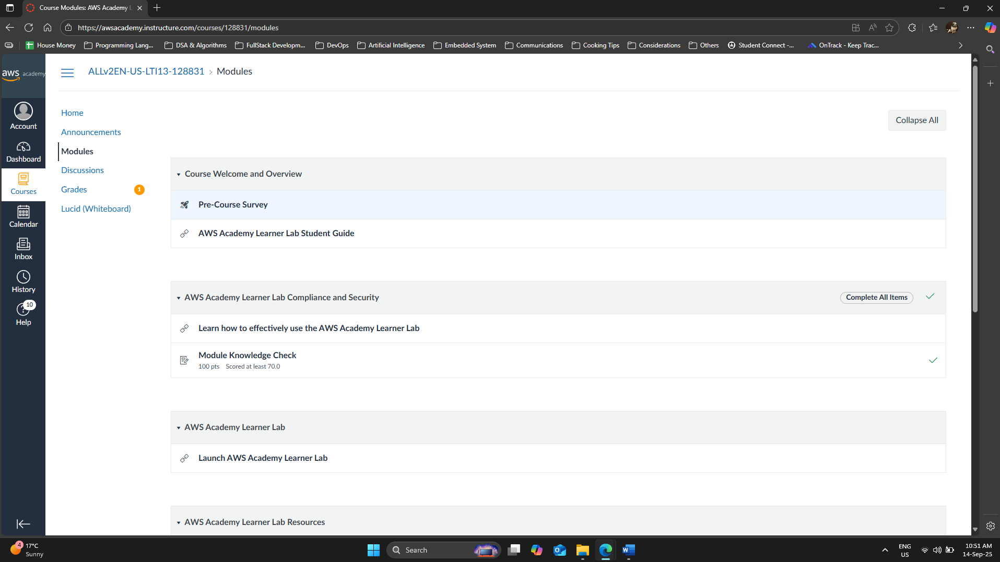 Course Modules: AWS Academy L
https://awsacademy.instructure.com/courses/128831/modules
House Money
Programming Lang...
DSA & Algorithms
FullStack Developm...
DevOps
Artificial Intelligence
Embedded System
Communications
Cooking Tips
Considerations
Others
Student Connect -...
OnTrack - Keep Trac...
aws academy
ALLv2EN-US-LTI13-128831 > Modules
Account
Dashboard
Courses
Calendar
Inbox
History
10
Help
Home
Announcements
Modules
Discussions
Grades
1
Lucid (Whiteboard)
Collapse All
Course Welcome and Overview
Pre-Course Survey
AWS Academy Learner Lab Student Guide
AWS Academy Learner Lab Compliance and Security
Complete All Items
Learn how to effectively use the AWS Academy Learner Lab
Module Knowledge Check
100 pts Scored at least 70.0
AWS Academy Learner Lab
Launch AWS Academy Learner Lab
AWS Academy Learner Lab Resources
4
17°C
Sunny
Search
ENG
US
10:51 AM
14-Sep-25